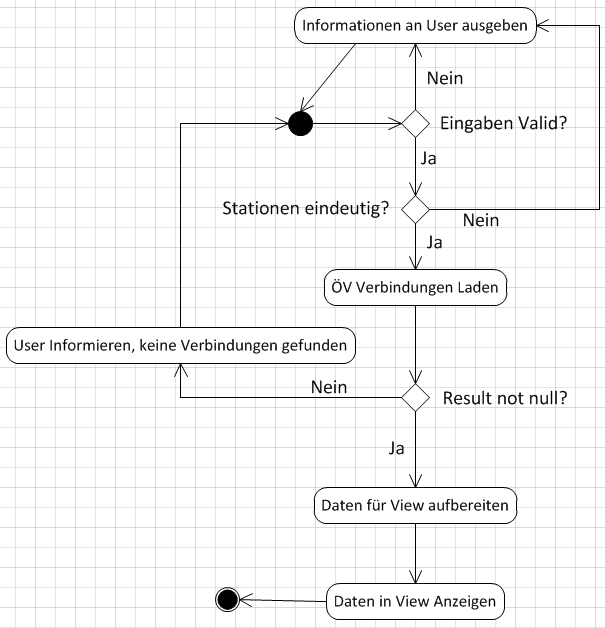 Informationen an User ausgeben
Nein
Eingaben Valid?
Ja
Stationen eindeutig?
Nein
Ja
ÖV Verbindungen Laden
User Informieren, keine Verbindungen gefunden
Nein
Result not null?
Ja
Daten für View aufbereiten
Daten in View Anzeigen